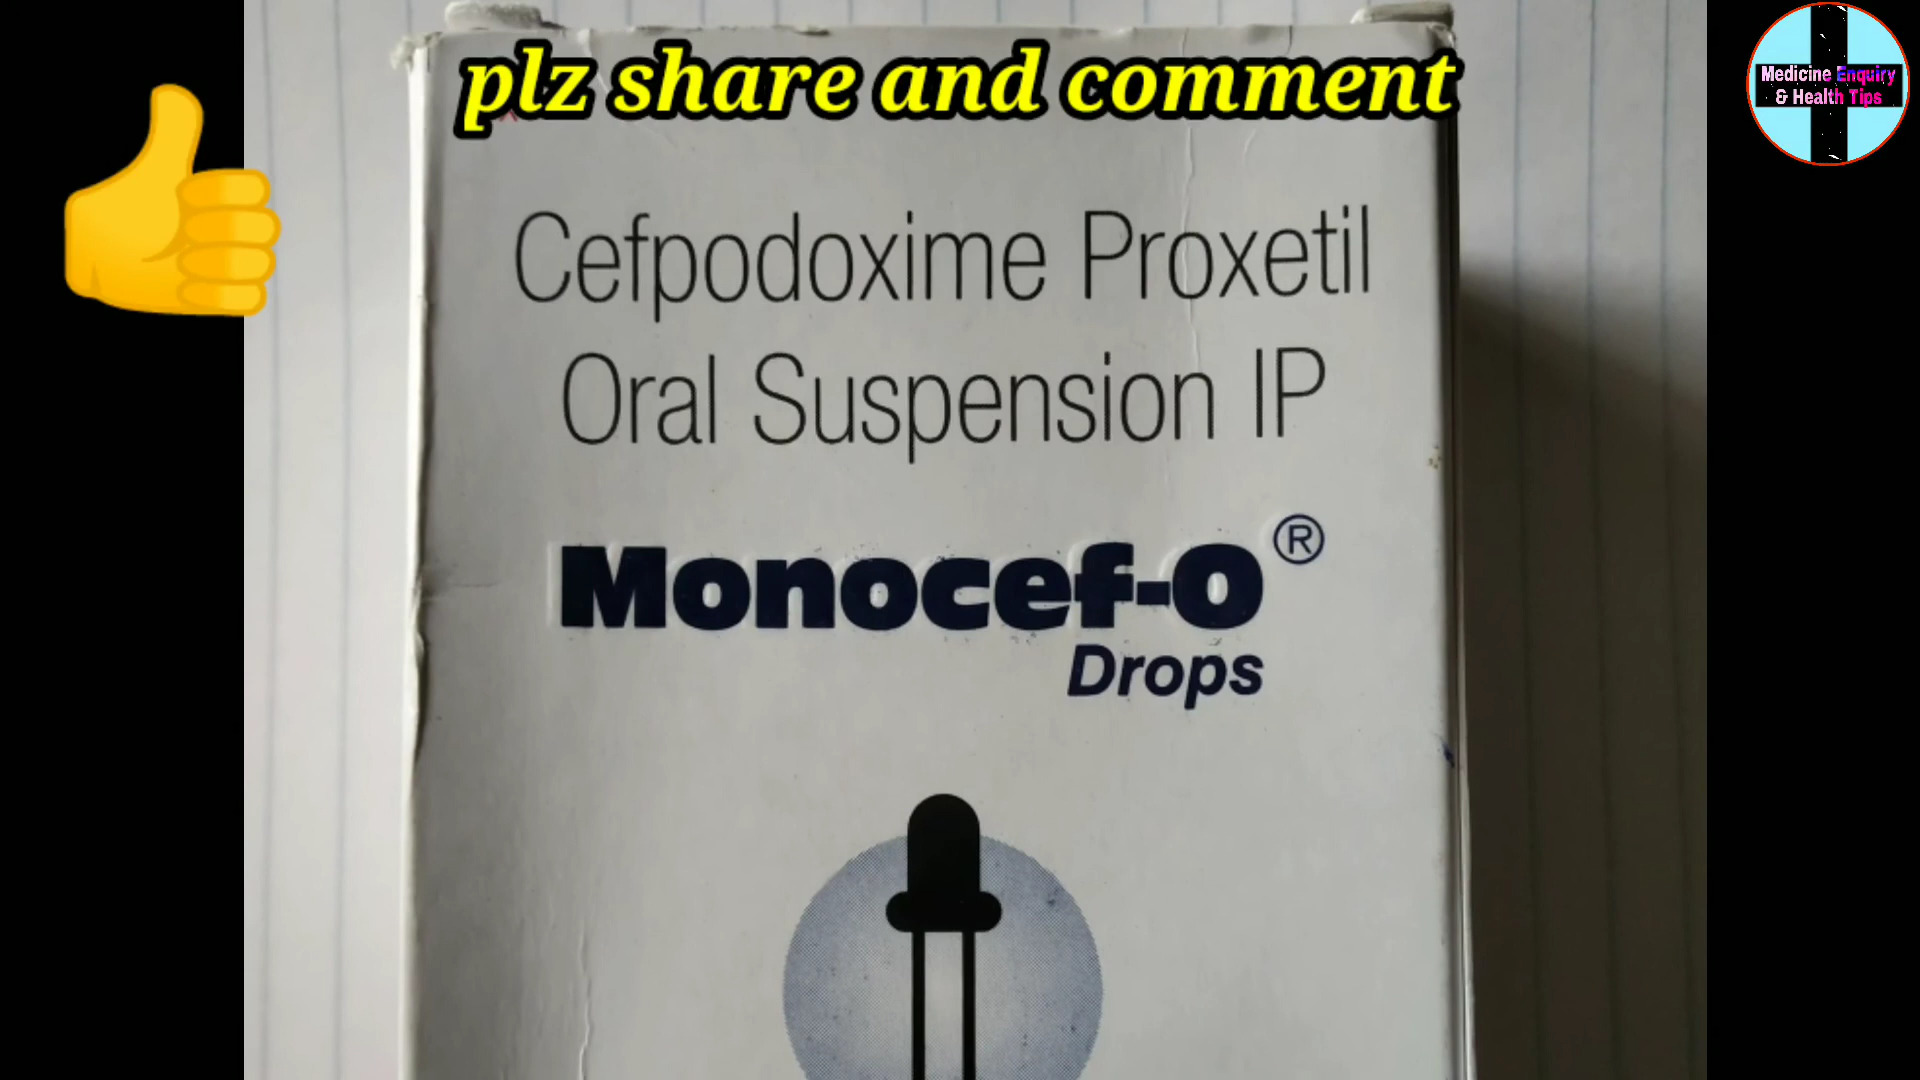 plz share and comment
Medicine Enquiry
& Health Tips
Cefpodoxime Proxetil
Oral Suspension IP
Monocef-O®
Drops